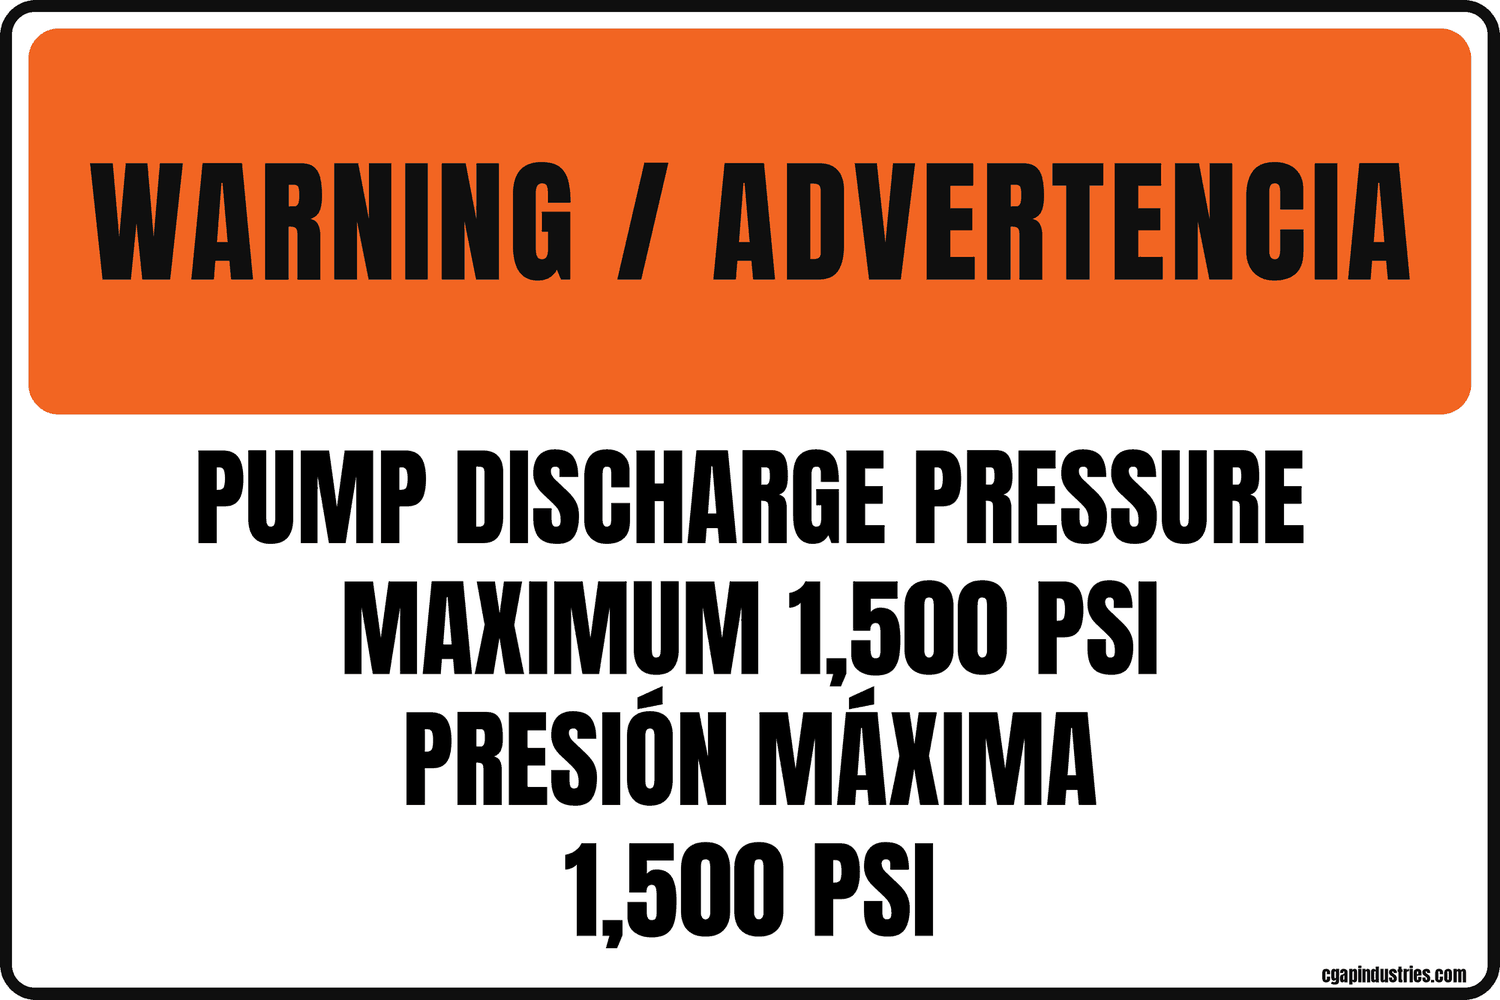 WARNING / ADVERTENCIA
PUMP DISCHARGE PRESSURE
MAXIMUM 1,500 PSI
PRESIÓN MÁXIMA
1,500 PSI
cgapindustries.com